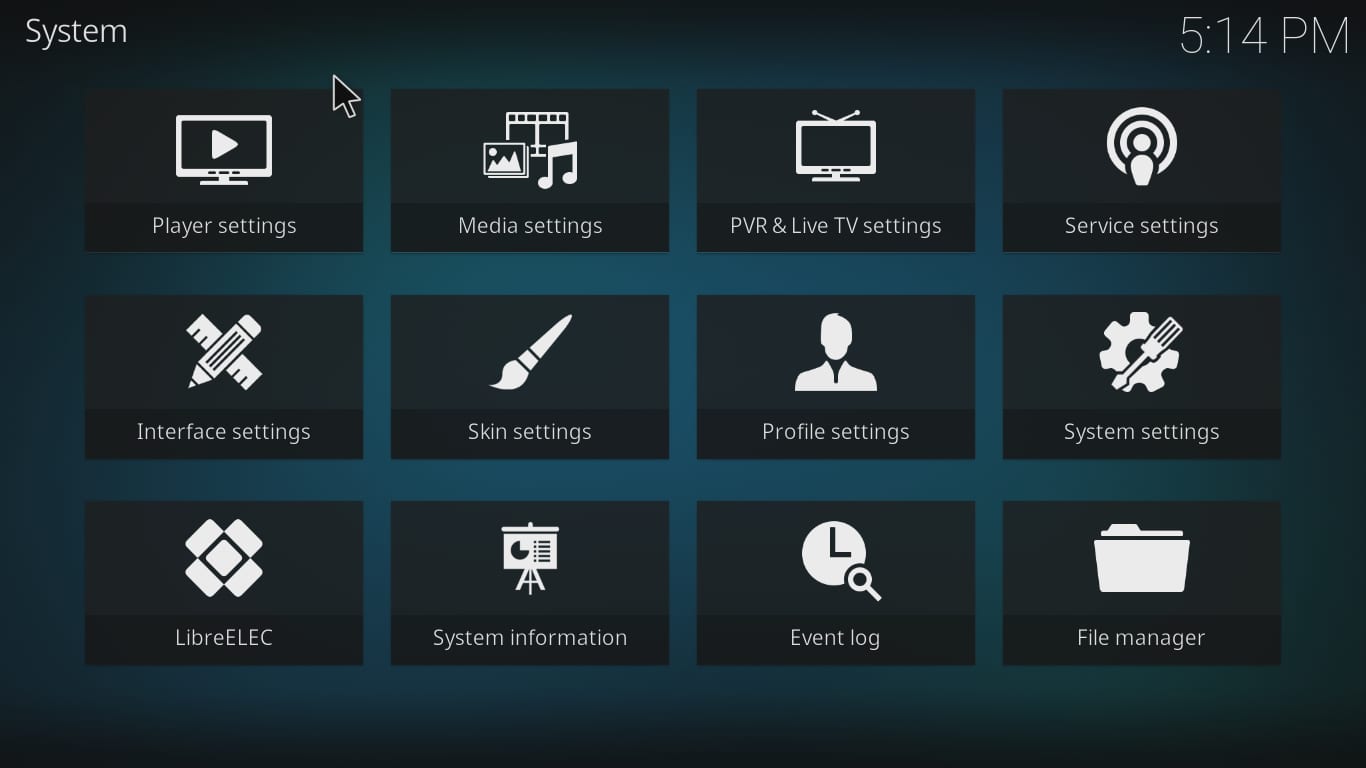 System
5:14 PM
Player settings
Media settings
PVR & Live TV settings
Service settings
Interface settings
Skin settings
Profile settings
System settings
LibreELEC
System information
Event log
File manager